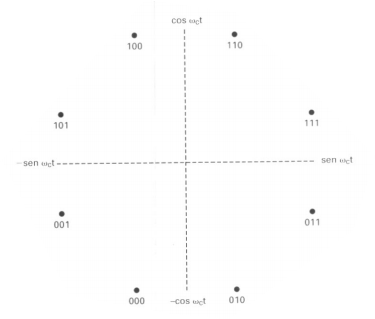 cos ωct
100 110
101 111
-sen ωct sen ωct
001 011
000 -cos ωct 010